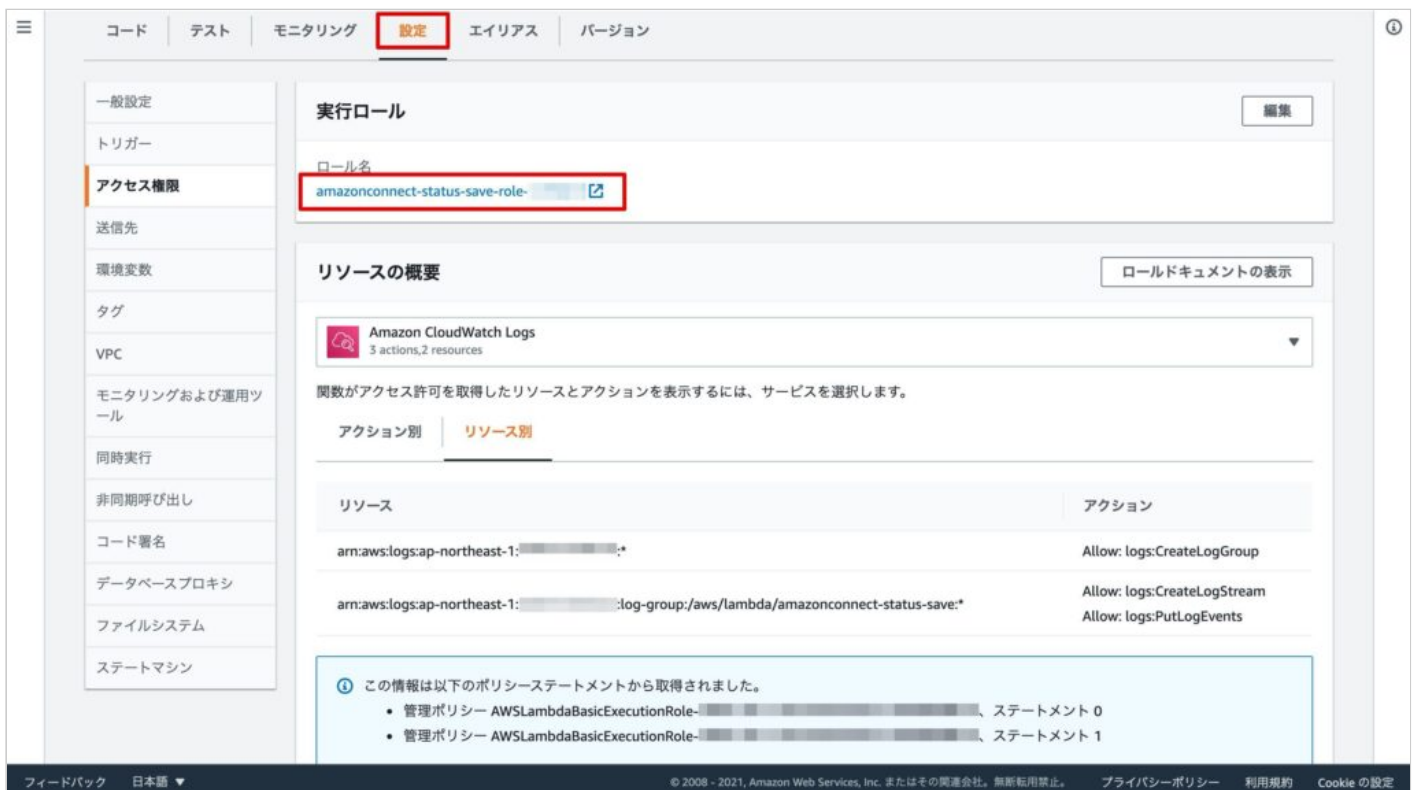 コード テスト モニタリング 設定 エイリアス バージョン
一般設定
トリガー
アクセス権限
送信先
環境変数
タグ
VPC
モニタリングおよび運用ツ
ール
同時実行
非同期呼び出し
コード署名
データベースプロキシ
ファイルシステム
ステートマシン
実行ロール 編集
ロール名
amazonconnect-status-save-role-
リソースの概要 ロールドキュメントの表示
Amazon CloudWatch Logs
3 actions,2 resources
関数がアクセス許可を取得したリソースとアクションを表示するには、サービスを選択します。
アクション別 リソース別
リソース アクション
arn:aws:logs:ap-northeast-1: :* Allow: logs:CreateLogGroup
arn:aws:logs:ap-northeast-1: :log-group:/aws/lambda/amazonconnect-status-save:* Allow: logs:CreateLogStream
Allow: logs:PutLogEvents
この情報は以下のポリシーステートメントから取得されました。
• 管理ポリシー AWSLambdaBasicExecutionRole- 、ステートメント 0
• 管理ポリシー AWSLambdaBasicExecutionRole- 、ステートメント 1
フィードバック 日本語 ▼ © 2008 - 2021, Amazon Web Services, Inc. またはその関連会社。無断転用禁止。 プライバシーポリシー 利用規約 Cookie の設定